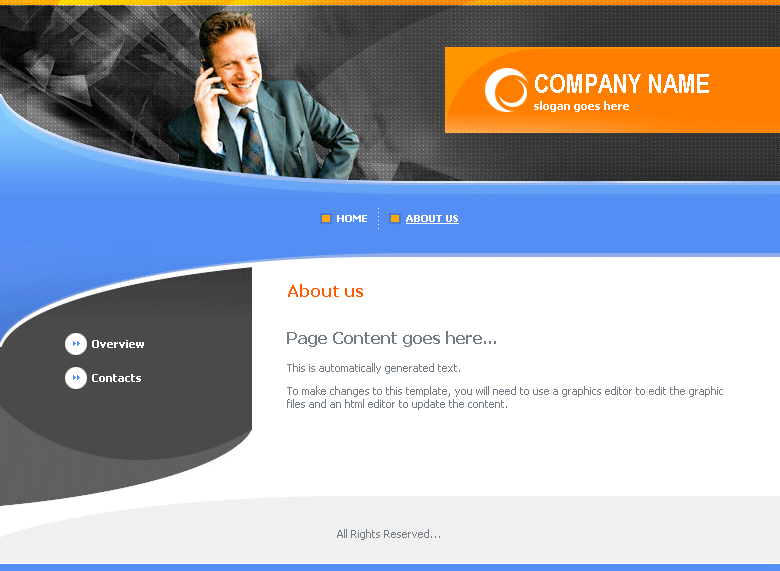 COMPANY NAME
slogan goes here
HOME
ABOUT US
About us
Overview
Contacts
Page Content goes here...
This is automatically generated text.
To make changes to this template, you will need to use a graphics editor to edit the graphic
files and an html editor to update the content.
All Rights Reserved...